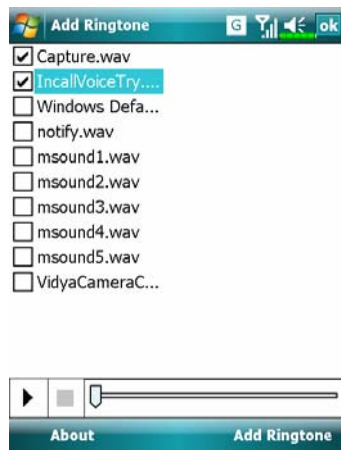 Add Ringtone G ok
Capture.wav
IncallVoiceTry....
Windows Defa...
notify.wav
msound1.wav
msound2.wav
msound3.wav
msound4.wav
msound5.wav
VidyaCameraC...
About Add Ringtone